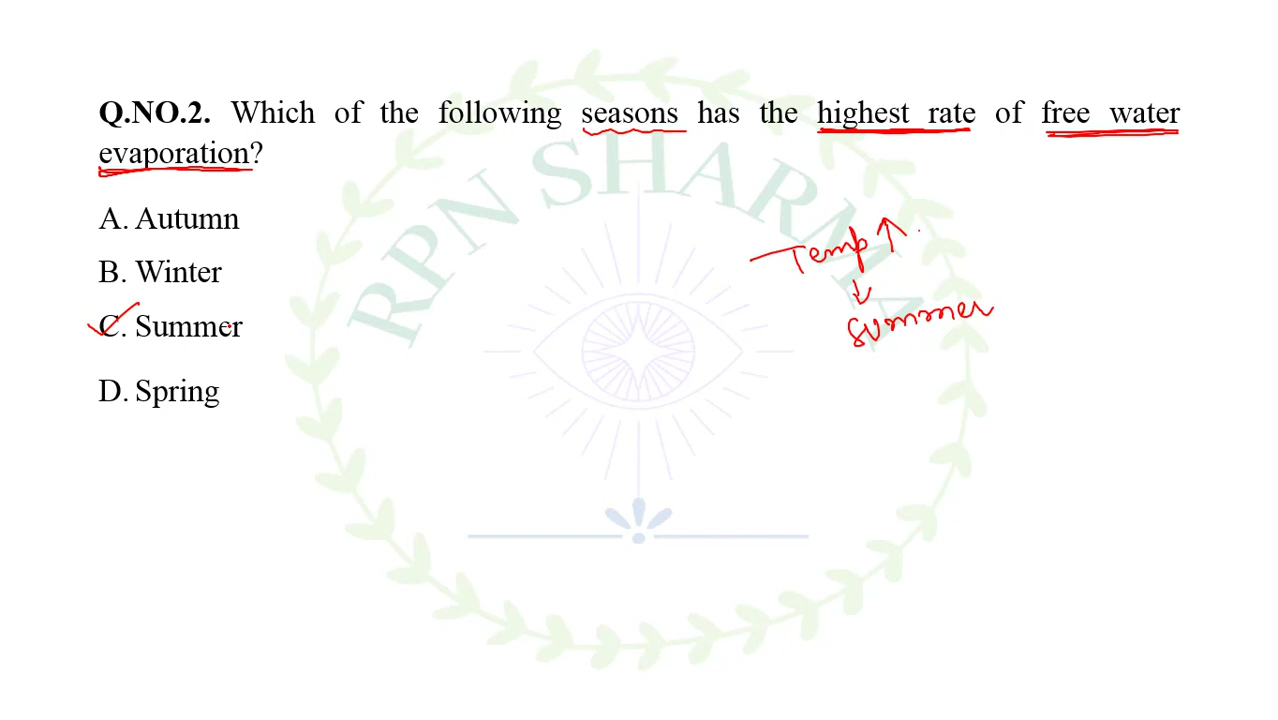 Q.NO.2. Which of the following seasons has the highest rate of free water
evaporation?
A. Autumn
B. Winter
C. Summer
D. Spring
Temp ↑
↓
summer
RPN SHARMA